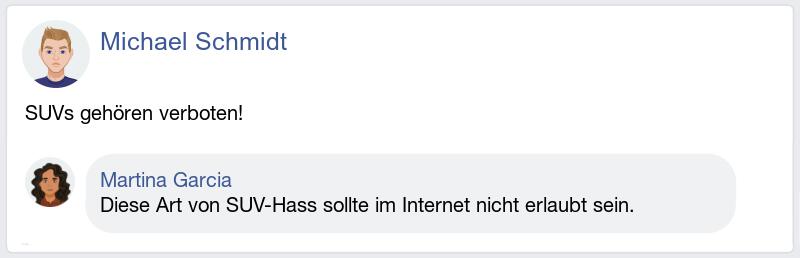 Michael Schmidt
SUVs gehören verboten!
Martina Garcia
Diese Art von SUV-Hass sollte im Internet nicht erlaubt sein.